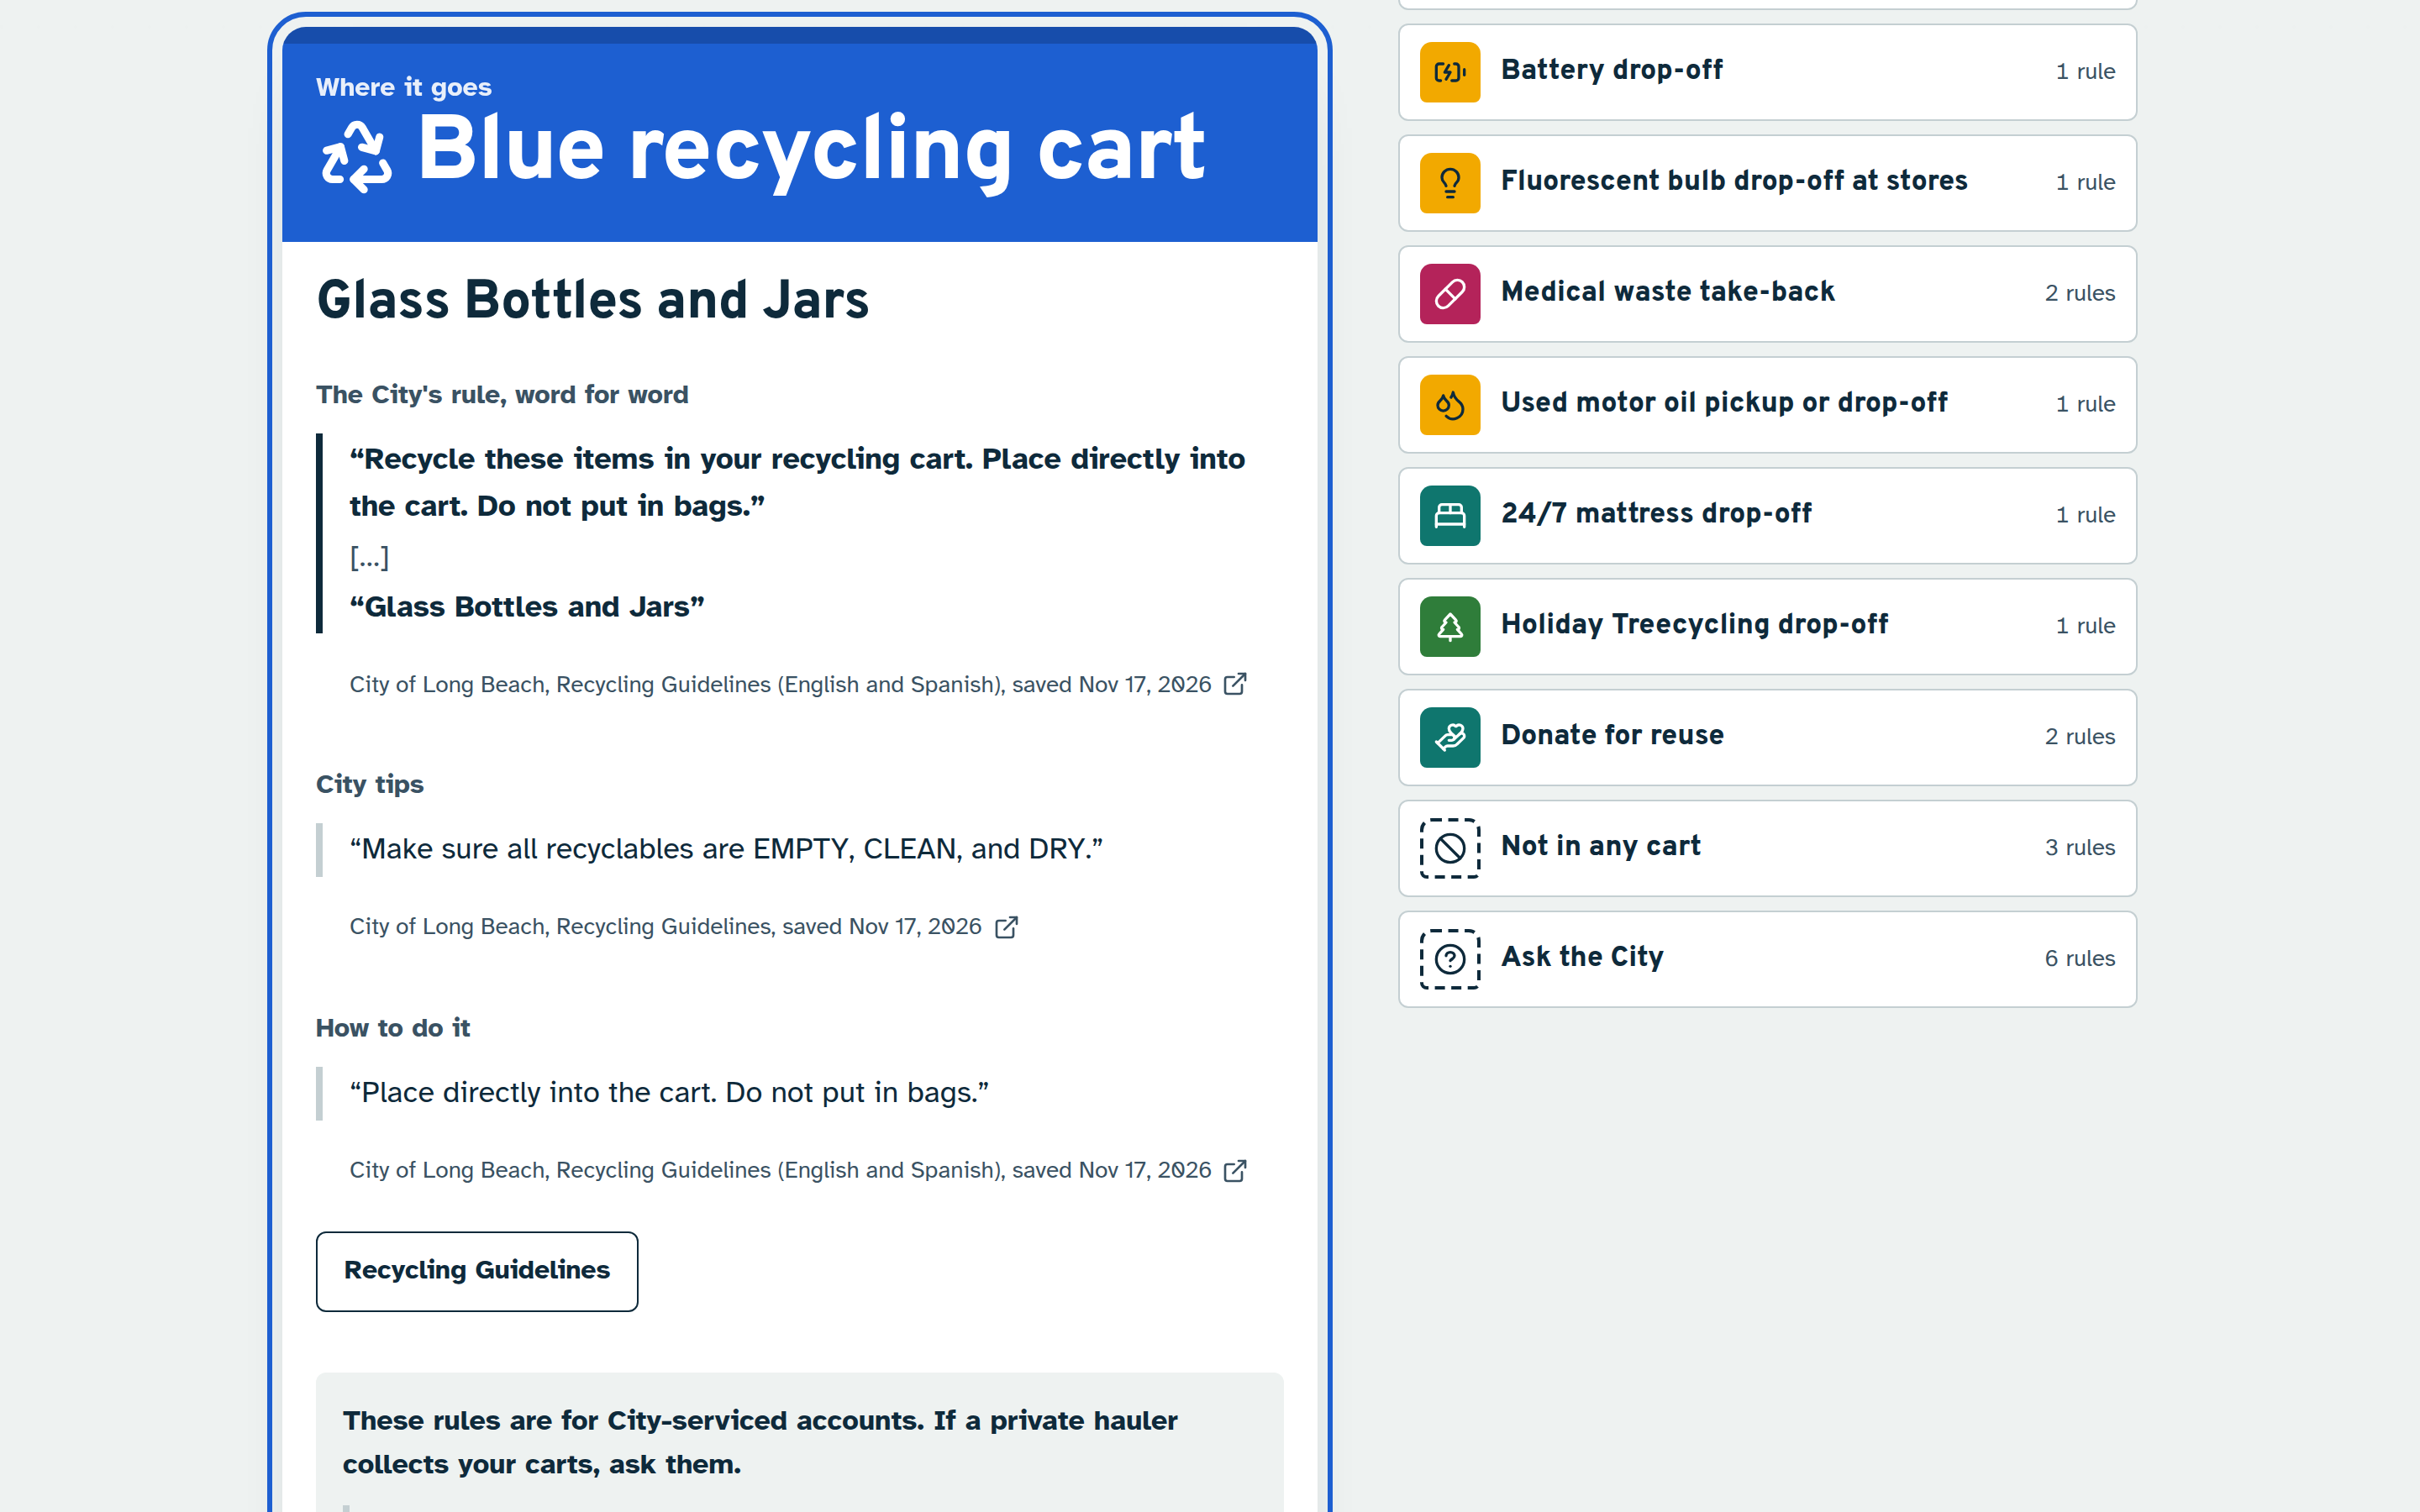 Where it goes
Blue recycling cart
Glass Bottles and Jars
The City's rule, word for word
“Recycle these items in your recycling cart. Place directly into
the cart. Do not put in bags.”
[...]
“Glass Bottles and Jars”
City of Long Beach, Recycling Guidelines (English and Spanish), saved Nov 17, 2026
City tips
“Make sure all recyclables are EMPTY, CLEAN, and DRY.”
City of Long Beach, Recycling Guidelines, saved Nov 17, 2026
How to do it
“Place directly into the cart. Do not put in bags.”
City of Long Beach, Recycling Guidelines (English and Spanish), saved Nov 17, 2026
Recycling Guidelines
These rules are for City-serviced accounts. If a private hauler
collects your carts, ask them.
Battery drop-off 1 rule
Fluorescent bulb drop-off at stores 1 rule
Medical waste take-back 2 rules
Used motor oil pickup or drop-off 1 rule
24/7 mattress drop-off 1 rule
Holiday Treecycling drop-off 1 rule
Donate for reuse 2 rules
Not in any cart 3 rules
Ask the City 6 rules